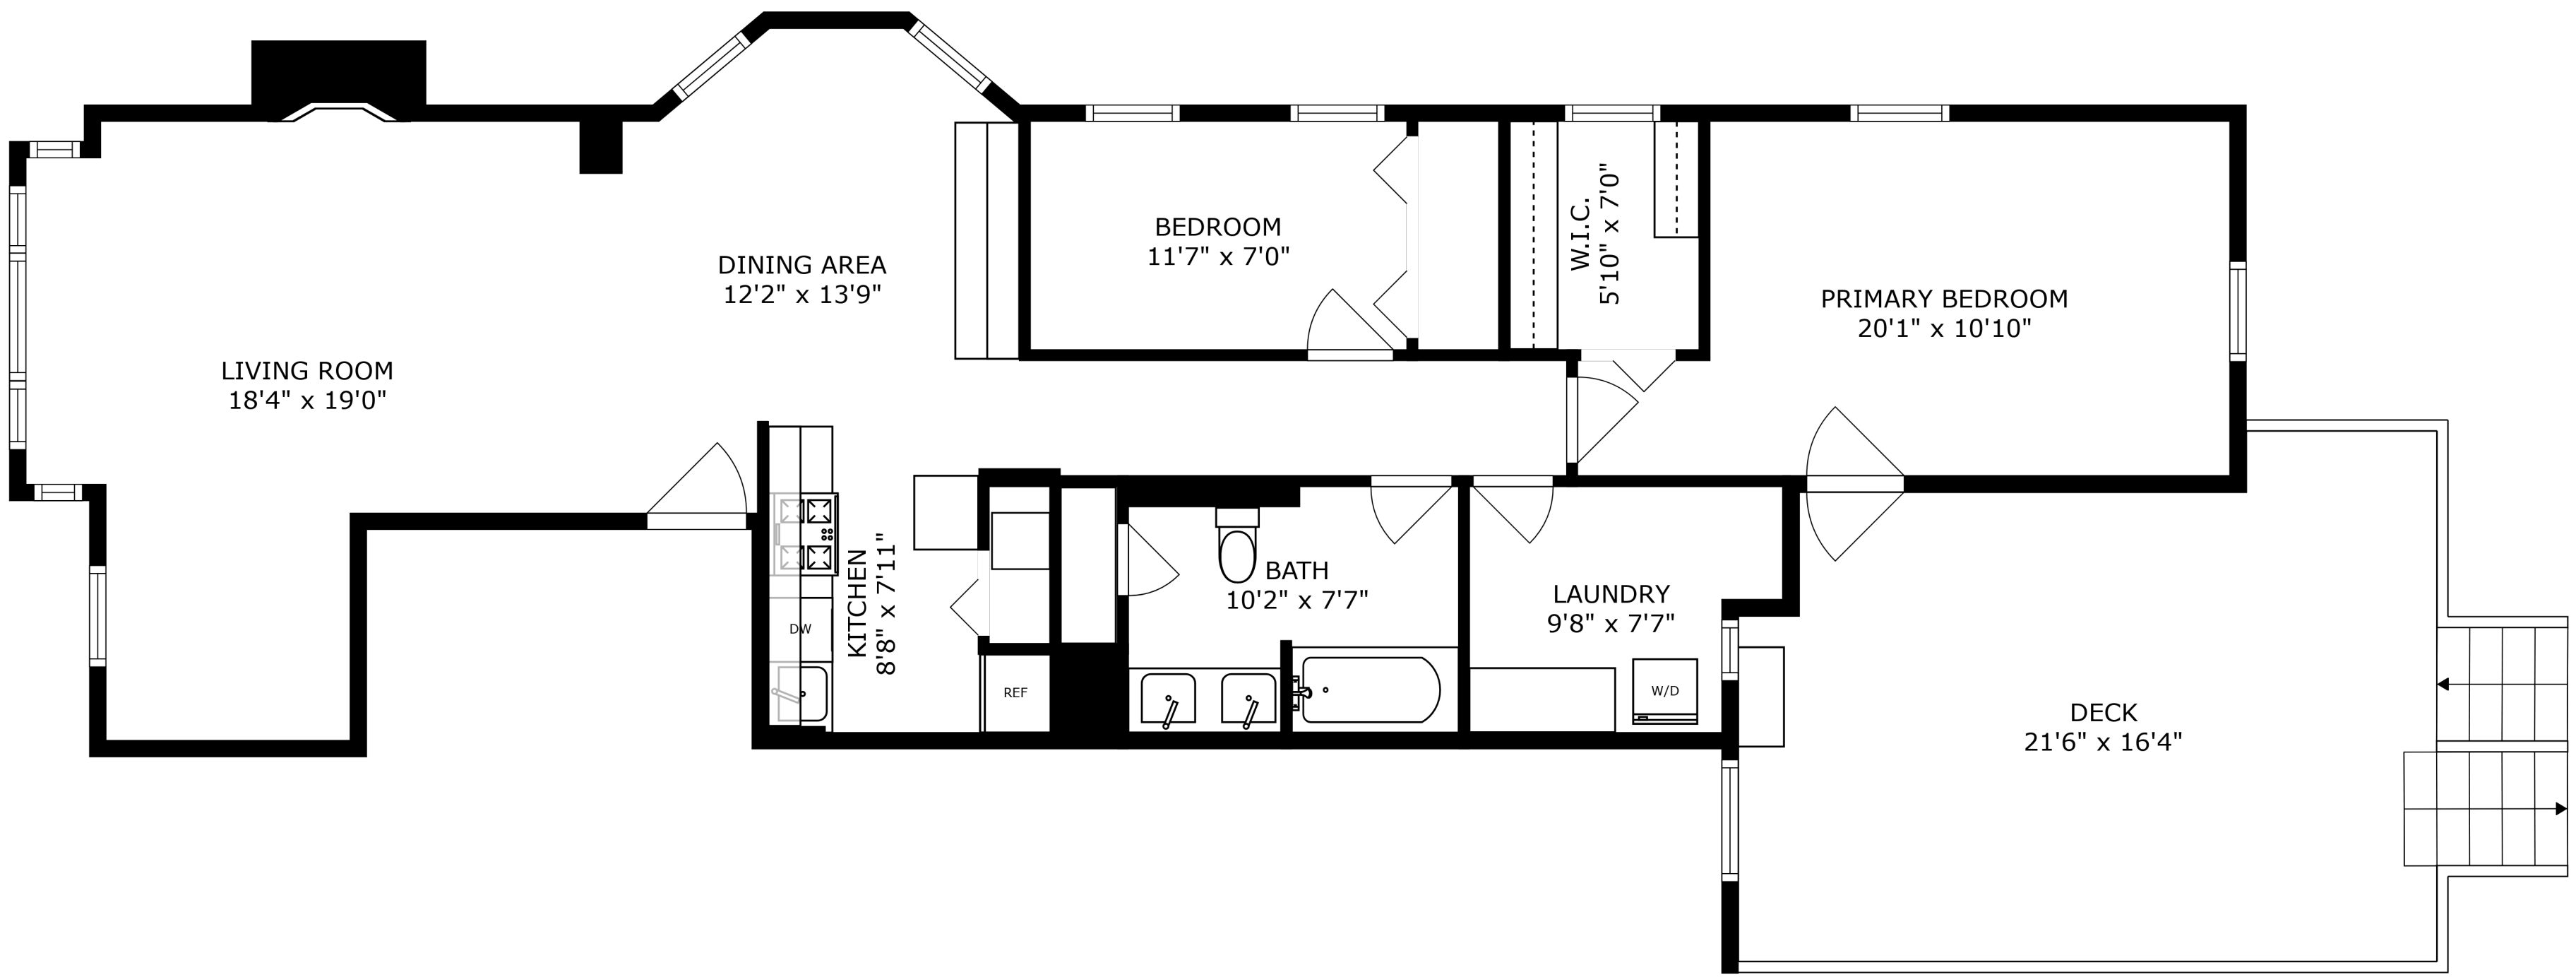 LIVING ROOM
18'4" x 19'0"
DINING AREA
12'2" x 13'9"
BEDROOM
11'7" x 7'0"
W.I.C.
5'10" x 7'0"
PRIMARY BEDROOM
20'1" x 10'10"
KITCHEN
8'8" x 7'11"
DW
REF
BATH
10'2" x 7'7"
LAUNDRY
9'8" x 7'7"
W/D
DECK
21'6" x 16'4"